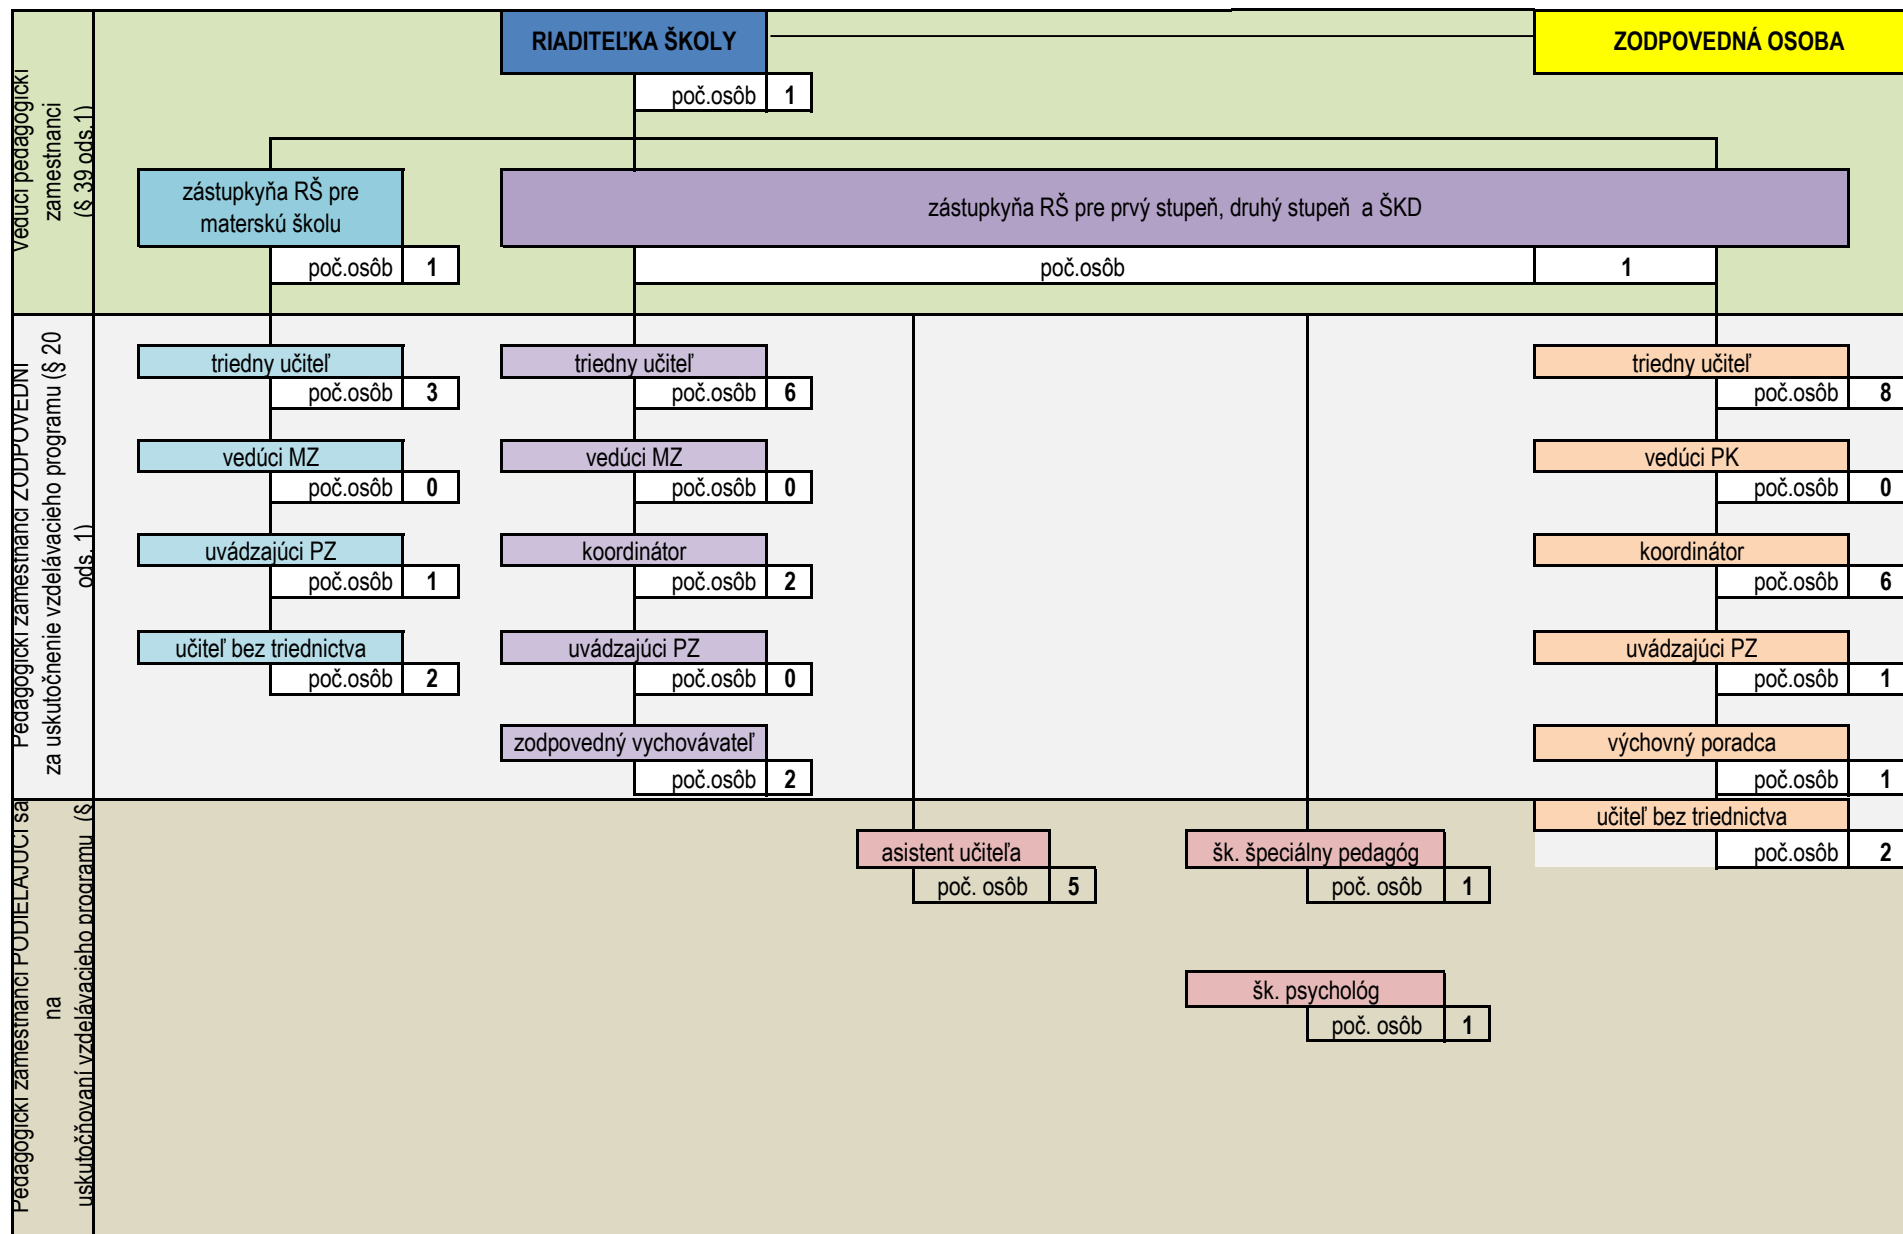 RIADITEĽKA ŠKOLY
ZODPOVEDNÁ OSOBA
poč.osôb 1
Vedúci pedagogickí
zamestnanci
(§ 39 ods.1)
zástupkyňa RŠ pre
materskú školu
zástupkyňa RŠ pre prvý stupeň, druhý stupeň a ŠKD
poč.osôb 1
poč.osôb 1
Pedagogickí zamestnanci ZODPOVEDNÍ
za uskutočnenie vzdelávacieho programu (§ 20
ods. 1)
triedny učiteľ
triedny učiteľ
triedny učiteľ
poč.osôb 3
poč.osôb 6
poč.osôb 8
vedúci MZ
vedúci MZ
vedúci PK
poč.osôb 0
poč.osôb 0
poč.osôb 0
uvádzajúci PZ
koordinátor
koordinátor
poč.osôb 1
poč.osôb 2
poč.osôb 6
učiteľ bez triednictva
uvádzajúci PZ
uvádzajúci PZ
poč.osôb 2
poč.osôb 0
poč.osôb 1
zodpovedný vychovávateľ
výchovný poradca
poč.osôb 2
poč.osôb 1
Pedagogickí zamestnanci PODIEĽAJÚCI sa
na
uskutočňovaní vzdelávacieho programu (§
učiteľ bez triednictva
poč.osôb 2
asistent učiteľa
šk. špeciálny pedagóg
poč. osôb 5
poč. osôb 1
šk. psychológ
poč. osôb 1